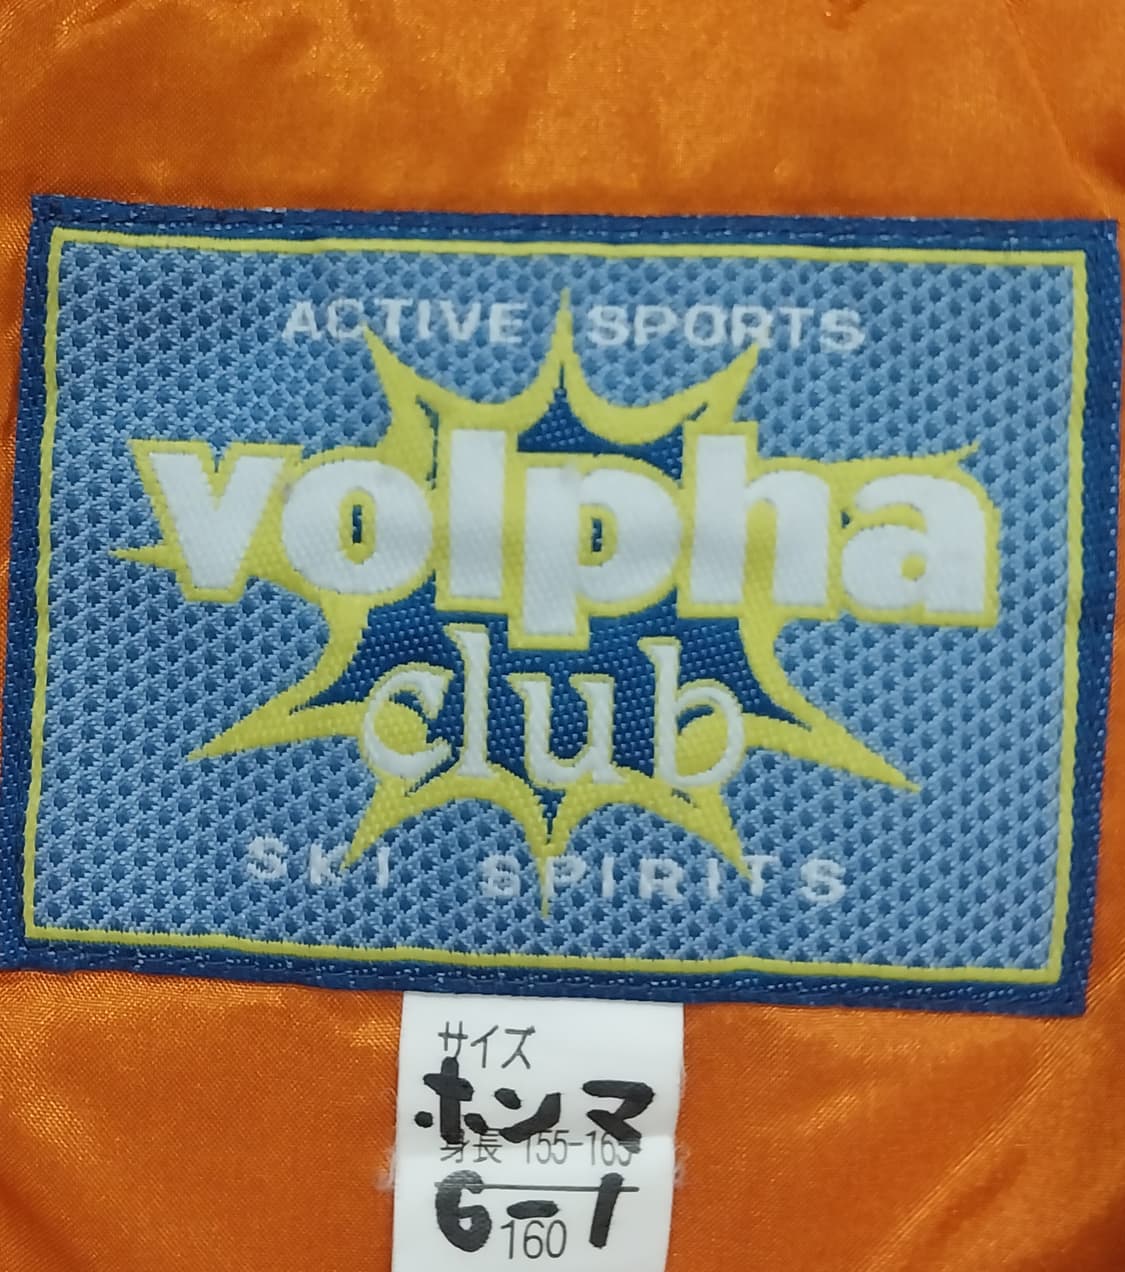 ACTIVE SPORTS
volpha
club
SKI SPIRITS
サイズ
ホンマ
身長 155-165
6-1
160